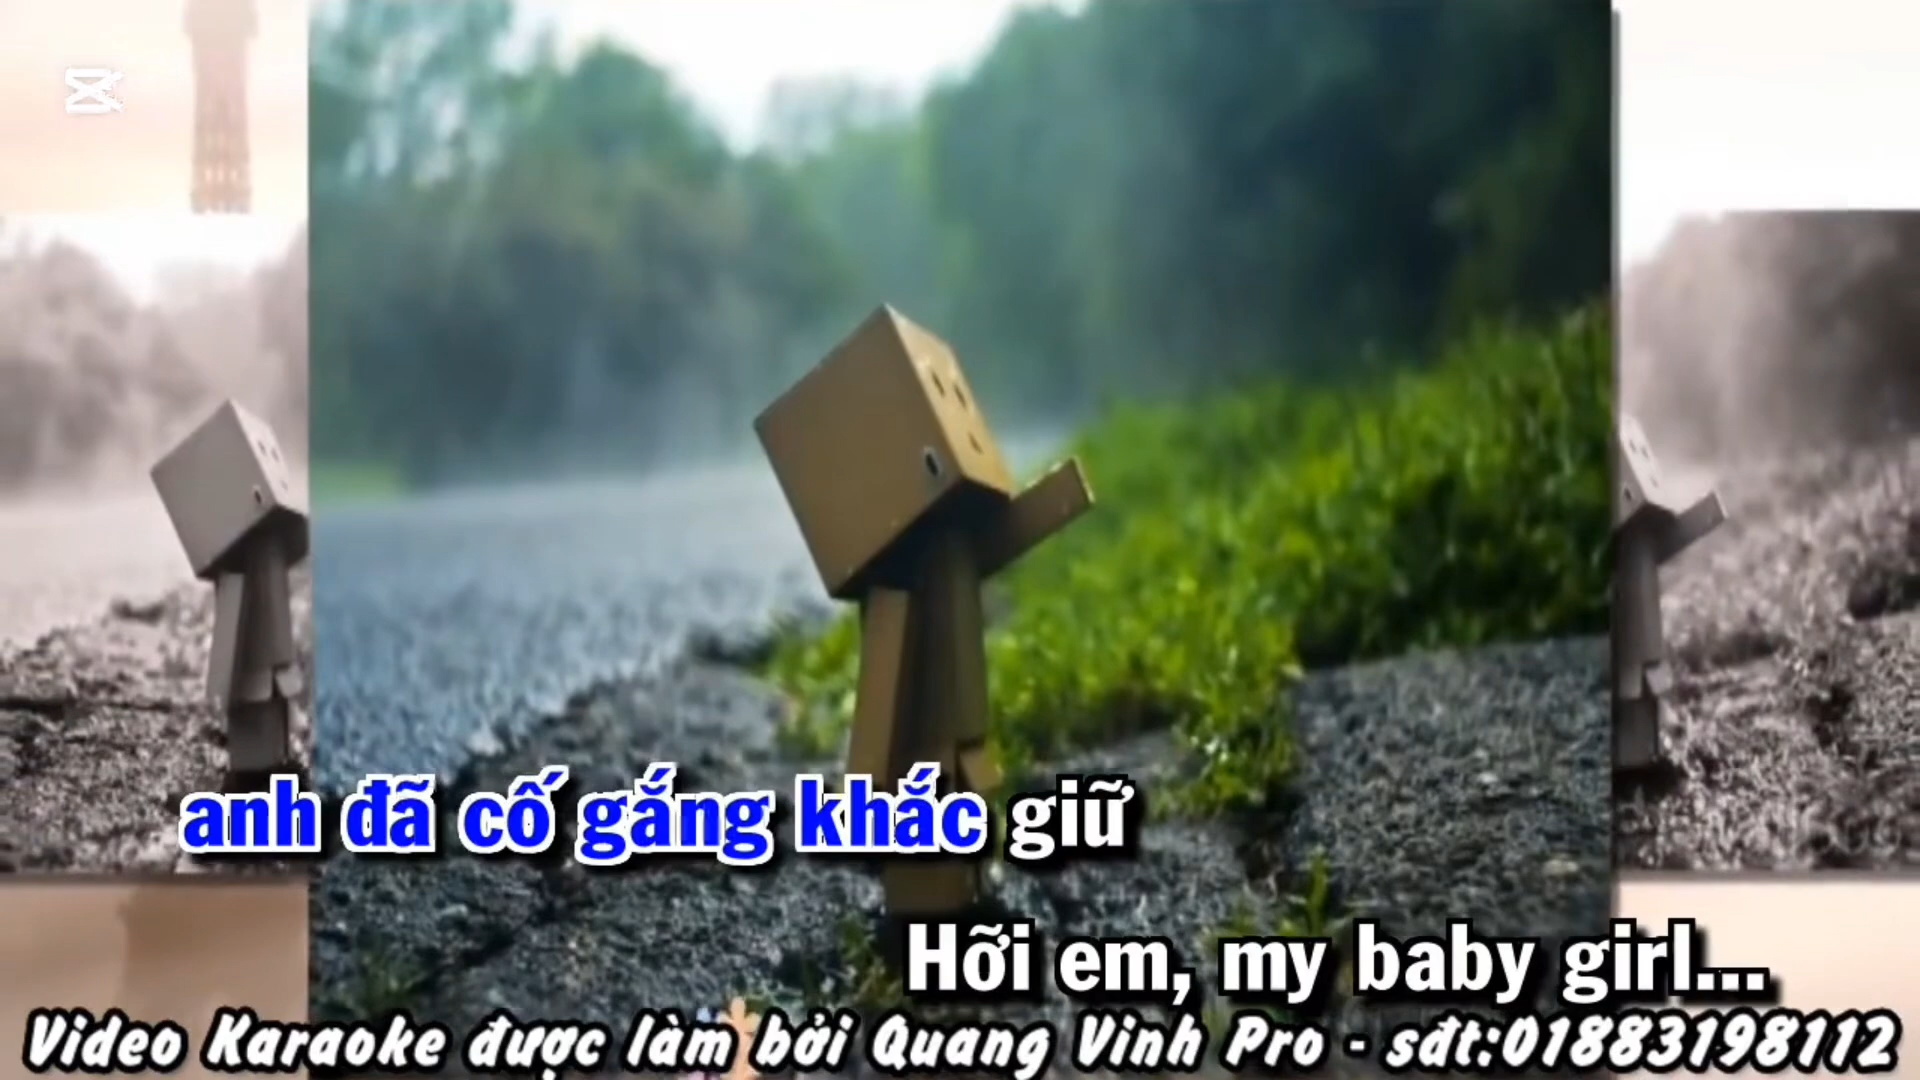 anh đã cố gắng khắc giữ
Hỡi em, my baby girl...
Video Karaoke được làm bởi Quang Vinh Pro - sđt:01883198112